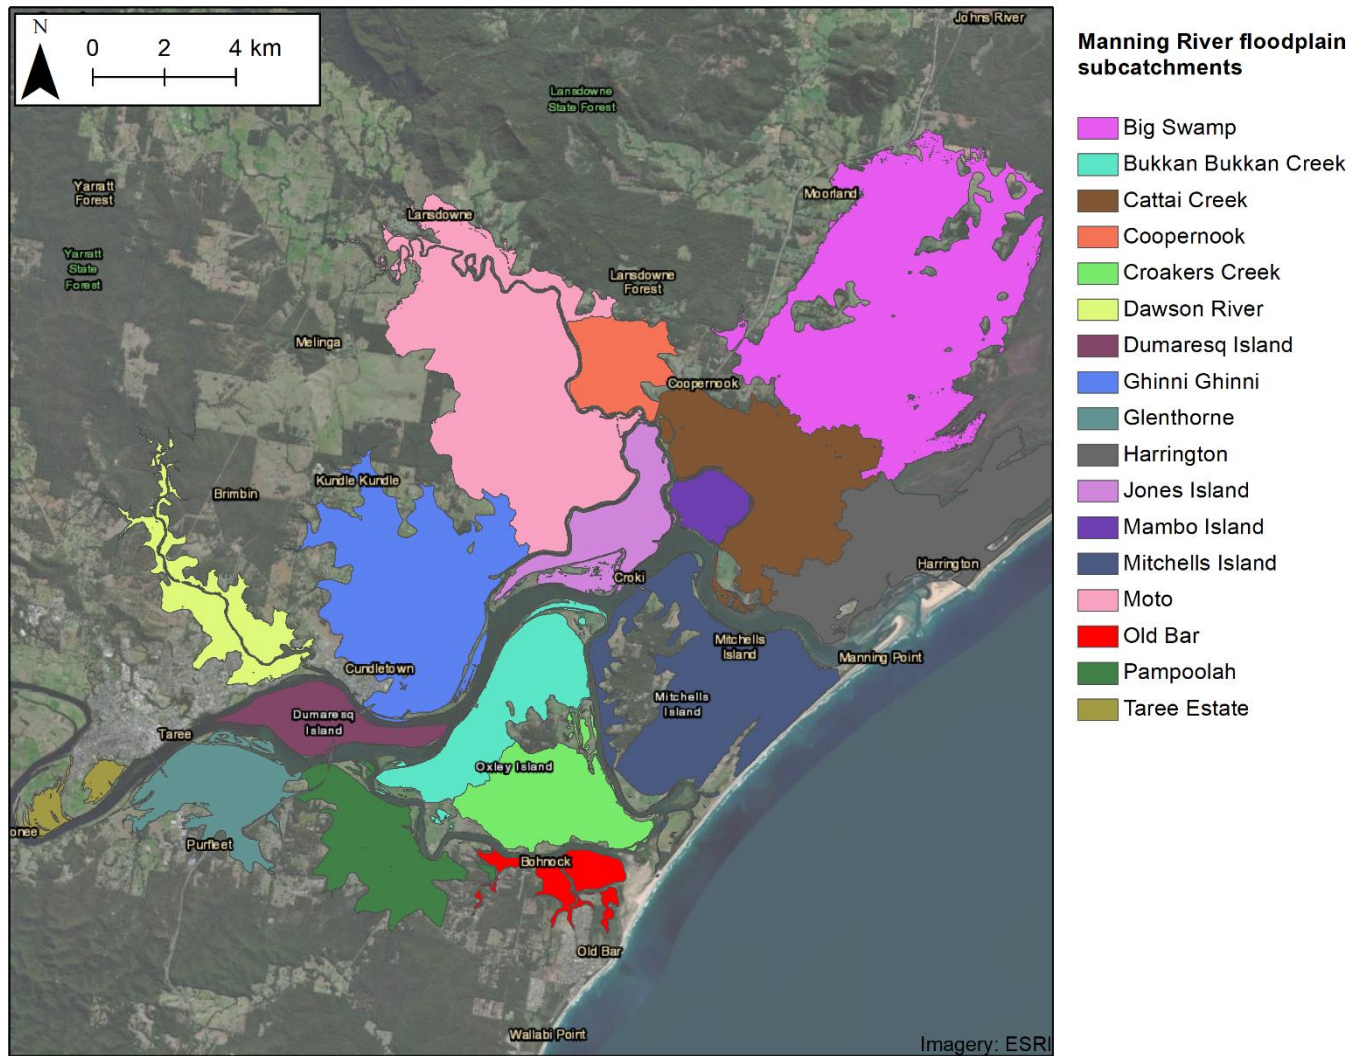 N
0 2 4 km
Johns River
Lansdowne
State Forest
Yarratt
Forest
Moorland
Lansdowne
Yarratt
State
Forest
Lansdowne
Forest
Melinga
Coopernook
Kundle Kundle
Brimbin
Croki
Harrington
Mitchells
Island
Manning Point
Cundletown
Mitchells
Island
Dumaresq
Island
Taree
Oxley Island
onee
Purfleet
Bohnock
Old Bar
Wallabi Point
Imagery: ESRI
Manning River floodplain
subcatchments
Big Swamp
Bukkan Bukkan Creek
Cattai Creek
Coopernook
Croakers Creek
Dawson River
Dumaresq Island
Ghinni Ghinni
Glenthorne
Harrington
Jones Island
Mambo Island
Mitchells Island
Moto
Old Bar
Pampoolah
Taree Estate